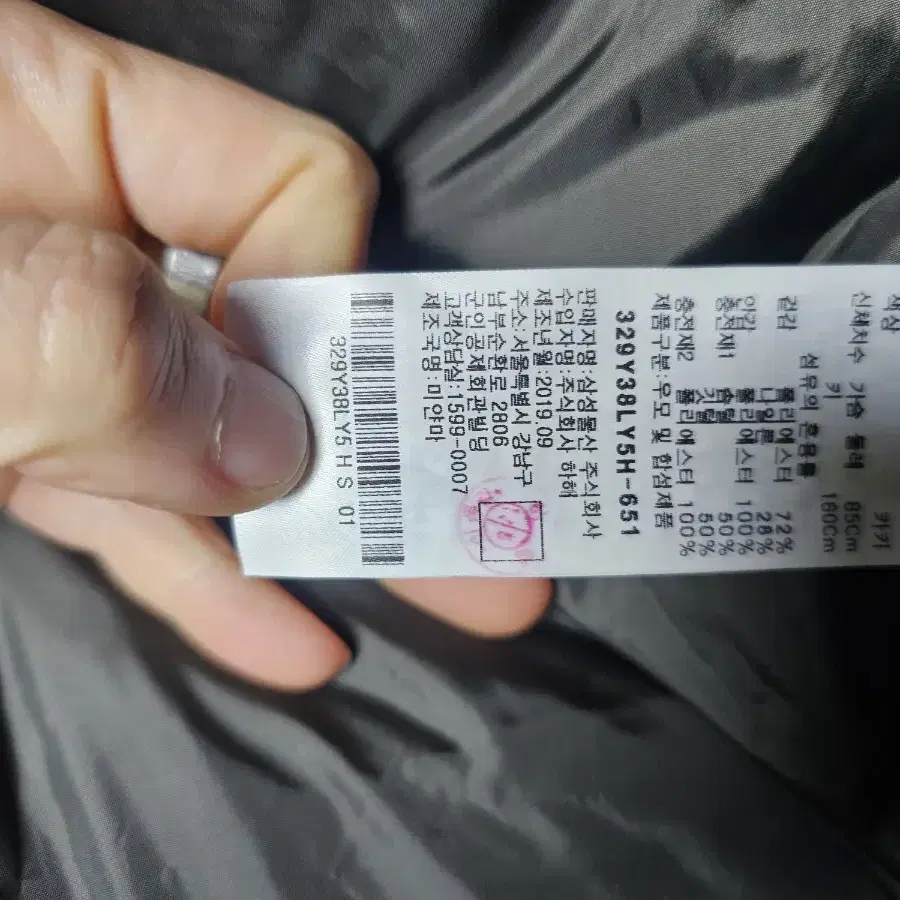 색상 카키
신체치수 가슴 둘레 85cm
키 160cm
섬유의 혼용률
겉감 폴리에스터 72%
나일론 28%
안감 폴리에스터 100%
충전재1 솜털 50%
깃털 50%
충전재2 폴리에스터 100%
제품구분:우모 및 합성제품
329Y38LY5H-651
판매자명:삼성물산 주식회사
수입자명:주식회사 하해
제조년월:2019.09
주소:서울특별시 강남구
남부순환로 2806
군인공제회관빌딩
고객상담실:1599-0007
제조국명:미얀마
329Y38LY5 H S 01